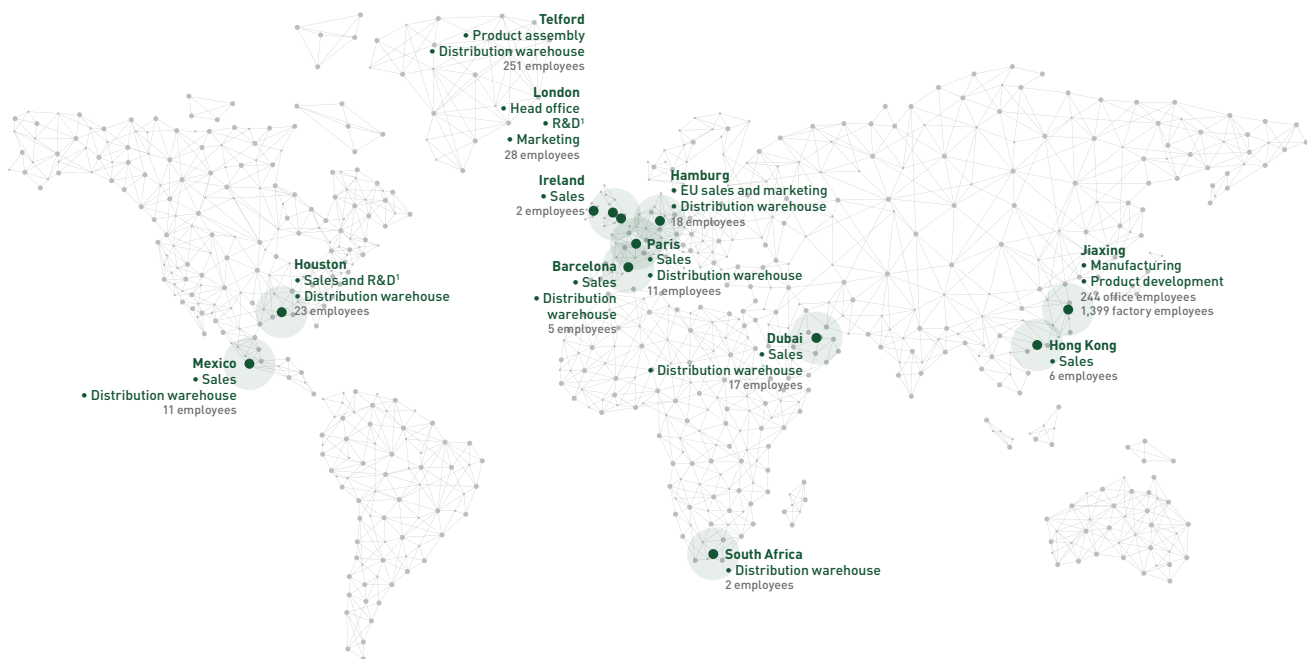 Telford
• Product assembly
• Distribution warehouse
251 employees
London
• Head office
• R&D¹
• Marketing
28 employees
Ireland
• Sales
2 employees
Hamburg
• EU sales and marketing
• Distribution warehouse
18 employees
Paris
• Sales
• Distribution warehouse
11 employees
Barcelona
• Sales
• Distribution
warehouse
5 employees
Houston
• Sales and R&D¹
• Distribution warehouse
23 employees
Mexico
• Sales
• Distribution warehouse
11 employees
Dubai
• Sales
• Distribution warehouse
17 employees
Jiaxing
• Manufacturing
• Product development
244 office employees
1,399 factory employees
Hong Kong
• Sales
6 employees
South Africa
• Distribution warehouse
2 employees